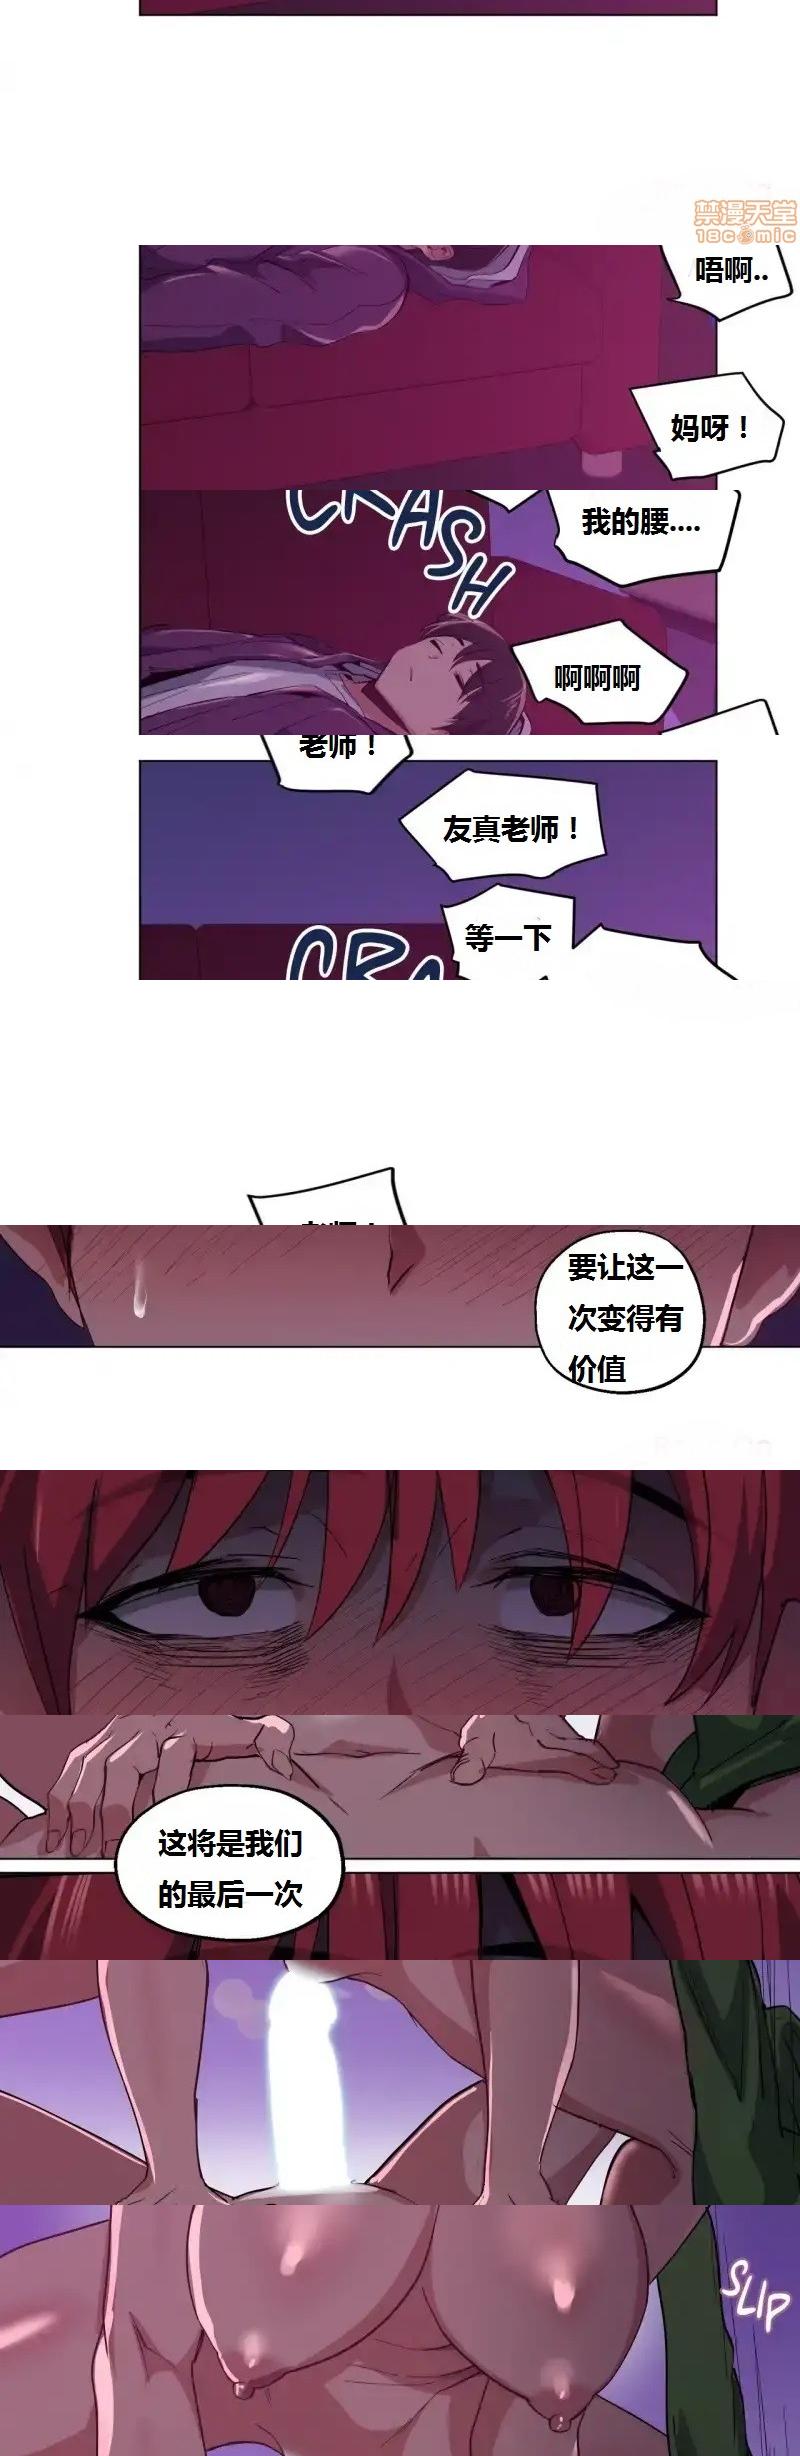 禁漫天堂
18comic
唔啊..
妈呀！
CRASH
我的腰....
啊啊啊
老师！
友真老师！
等一下
要让这一
次变得有
价值
这将是我们
的最后一次
SLIP